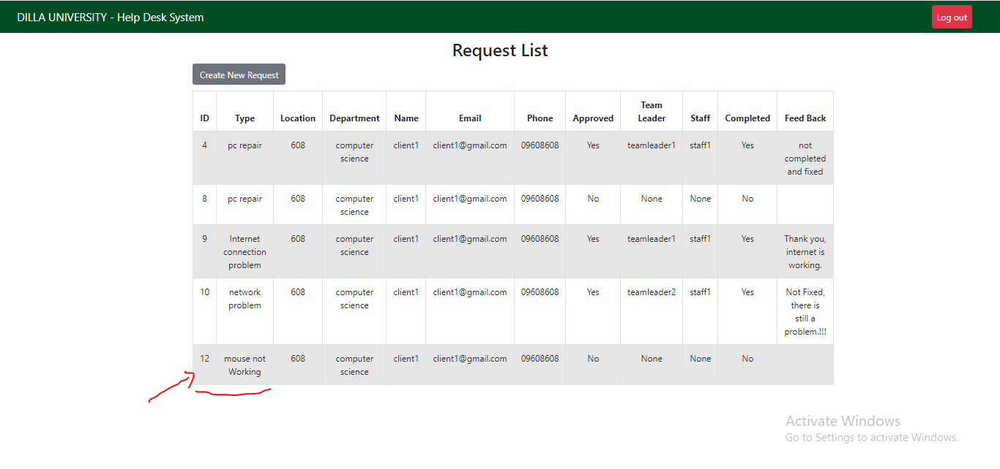 DILLA UNIVERSITY - Help Desk System
Log out
Request List
Create New Request
ID Type Location Department Name Email Phone Approved Team Leader Staff Completed Feed Back
4 pc repair 608 computer science client1 client1@gmail.com 09608608 Yes teamleader1 staff1 Yes not completed and fixed
8 pc repair 608 computer science client1 client1@gmail.com 09608608 No None None No
9 Internet connection problem 608 computer science client1 client1@gmail.com 09608608 Yes teamleader1 staff1 Yes Thank you, internet is working.
10 network problem 608 computer science client1 client1@gmail.com 09608608 Yes teamleader2 staff1 Yes Not Fixed, there is still a problem.!!!
12 mouse not Working 608 computer science client1 client1@gmail.com 09608608 No None None No
Activate Windows
Go to Settings to activate Windows.